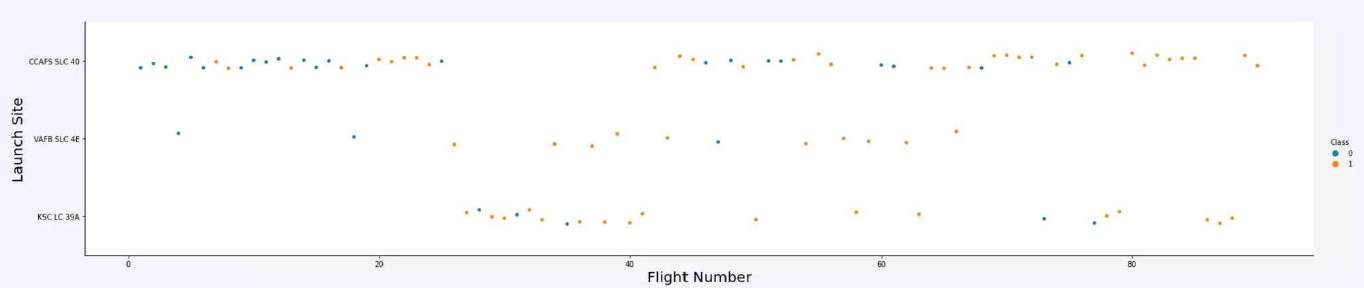 Launch Site
CCAFS SLC 40
VAFB SLC 4E
KSC LC 39A
0 20 40 60 80
Flight Number
Class
0
1